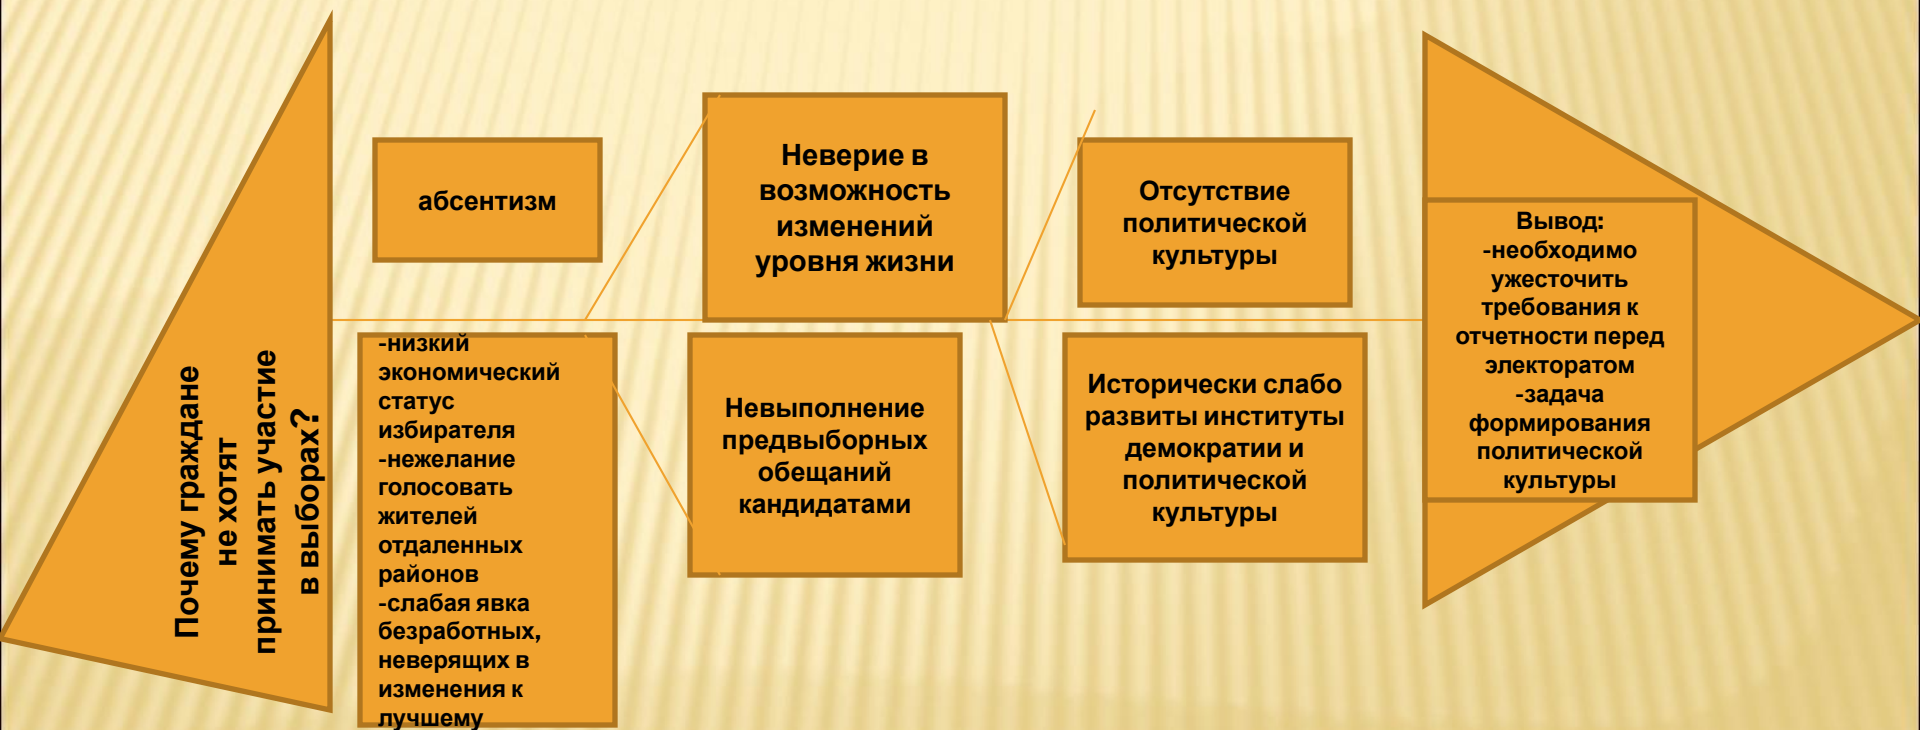 Почему граждане
не хотят
принимать участие
в выборах?
абсентизм
-низкий
экономический
статус
избирателя
-нежелание
голосовать
жителей
отдаленных
районов
-слабая явка
безработных,
неверящих в
изменения к
лучшему
Неверие в
возможность
изменений
уровня жизни
Невыполнение
предвыборных
обещаний
кандидатами
Отсутствие
политической
культуры
Исторически слабо
развиты институты
демократии и
политической
культуры
Вывод:
-необходимо
ужесточить
требования к
отчетности перед
электоратом
-задача
формирования
политической
культуры